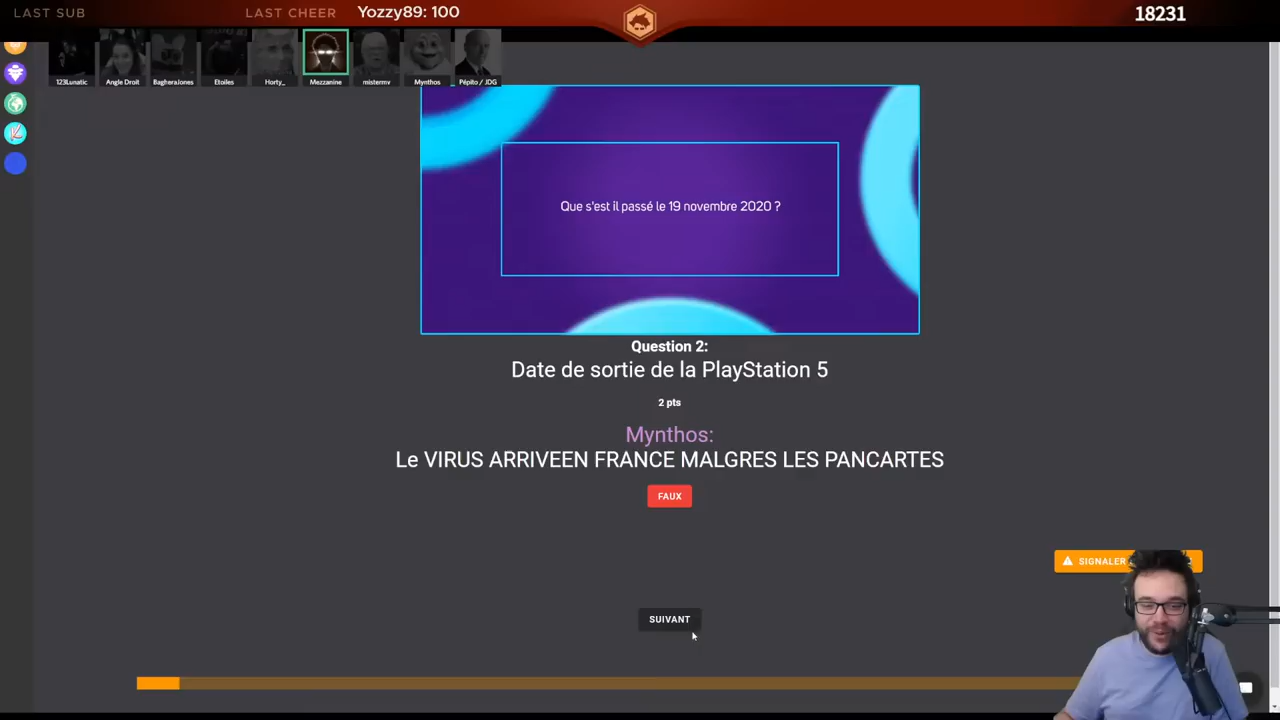 LAST SUB
LAST CHEER
Yozzy89: 100
18231
123Lunatic
Angle Droit
BagheraJones
Etoiles
Horty_
Mezzanine
mistermv
Mynthos
Pépito / JDG
Que s'est il passé le 19 novembre 2020 ?
Question 2:
Date de sortie de la PlayStation 5
2 pts
Mynthos:
Le VIRUS ARRIVEEN FRANCE MALGRES LES PANCARTES
FAUX
SIGNALER
SUIVANT